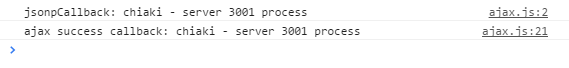 jsonpCallback: chiaki - server 3001 process ajax.js:2
ajax success callback: chiaki - server 3001 process ajax.js:21
>